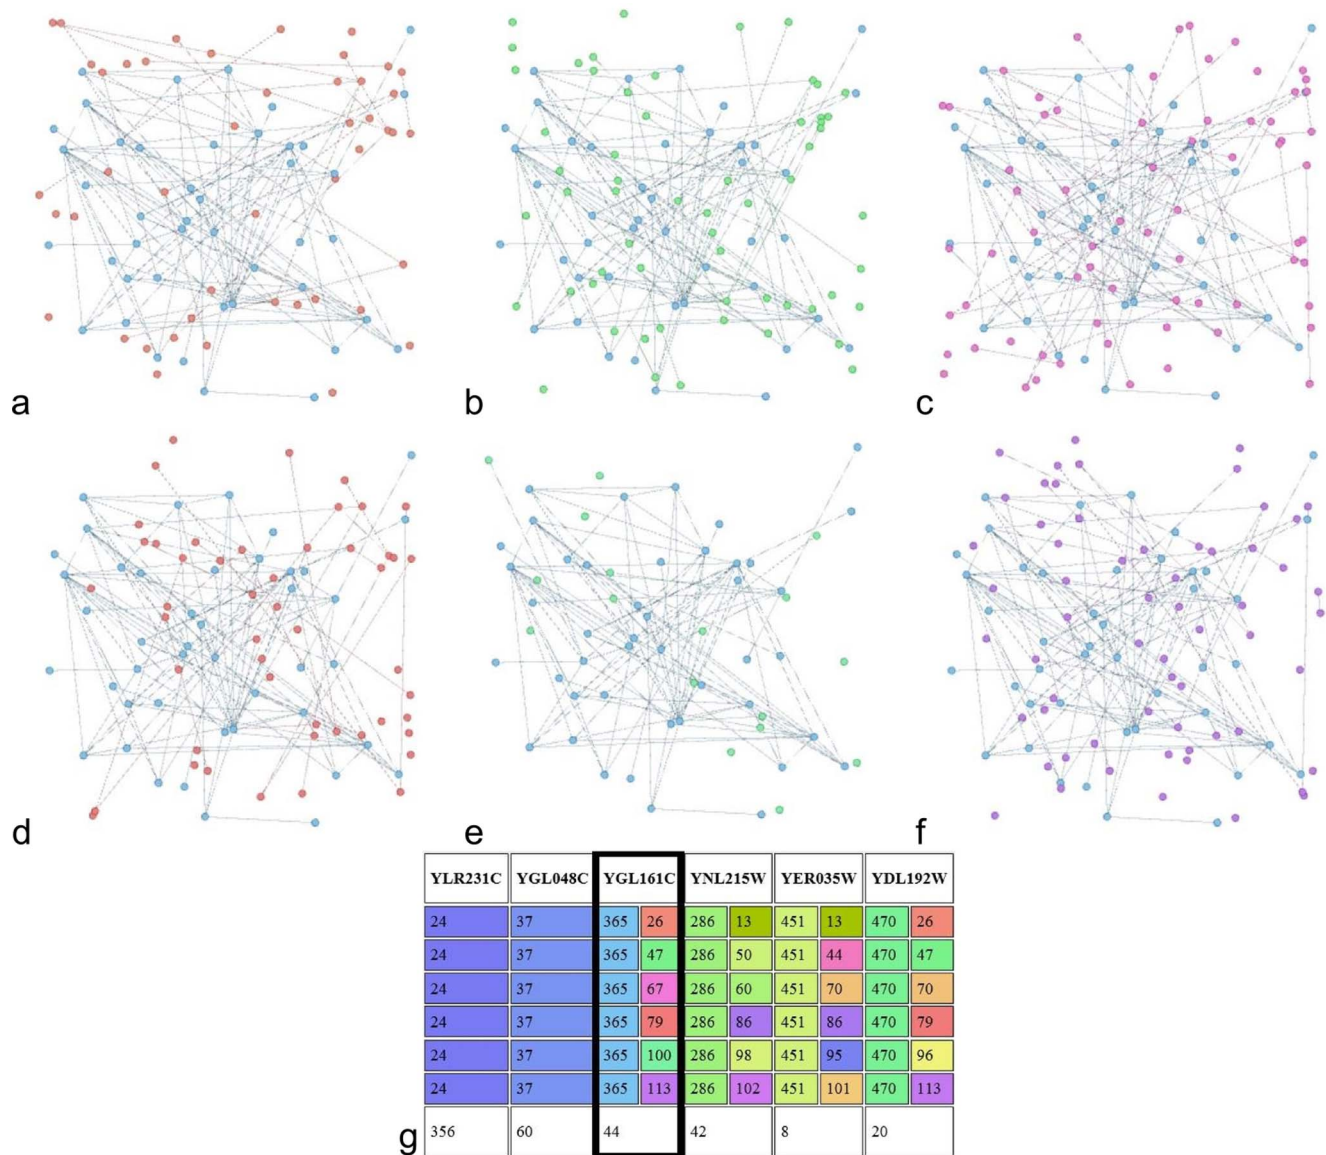 a
b
c
d
e
f
YLR231C YGL048C YGL161C YNL215W YER035W YDL192W
24 37 365 26 286 13 451 13 470 26
24 37 365 47 286 50 451 44 470 47
24 37 365 67 286 60 451 70 470 70
24 37 365 79 286 86 451 86 470 79
24 37 365 100 286 98 451 95 470 96
24 37 365 113 286 102 451 101 470 113
g 356 60 44 42 8 20